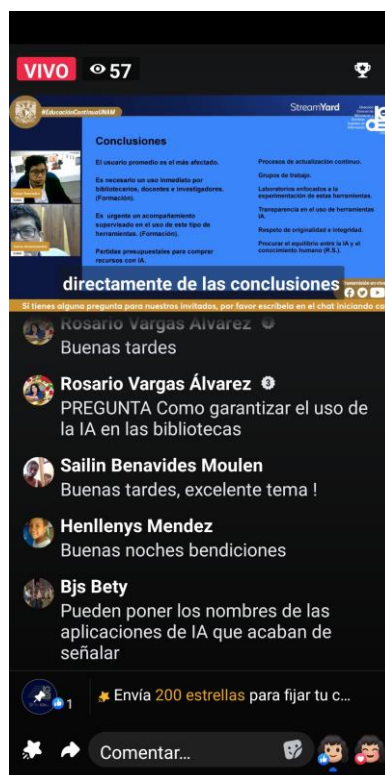 VIVO 57
#EducaciónContinuaUNAM
StreamYard
Conclusiones
El usuario promedio es el más afectado.
Es necesario un uso inmediato por
bibliotecarios, docentes e investigadores.
(Formación).
Es urgente un acompañamiento
supervisado en el uso de este tipo de
herramientas. (Formación).
Partidas presupuestales para comprar
recursos con IA.
Procesos de actualización continuo.
Grupos de trabajo.
Laboratorios enfocados a la
experimentación de estas herramientas.
Transparencia en el uso de herramientas
IA.
Respeto de originalidad e integridad.
Procurar el equilibrio entre la IA y el
conocimiento humano (R.S.).
directamente de las conclusiones
Si tienes alguna pregunta para nuestros invitados, por favor escríbela en el chat iniciando co
Rosario Vargas Álvarez
Buenas tardes
Rosario Vargas Álvarez 3
PREGUNTA Como garantizar el uso de
la IA en las bibliotecas
Sailin Benavides Moulen
Buenas tardes, excelente tema !
Henllenys Mendez
Buenas noches bendiciones
Bjs Bety
Pueden poner los nombres de las
aplicaciones de IA que acaban de
señalar
1
Envía 200 estrellas para fijar tu c...
Comentar...